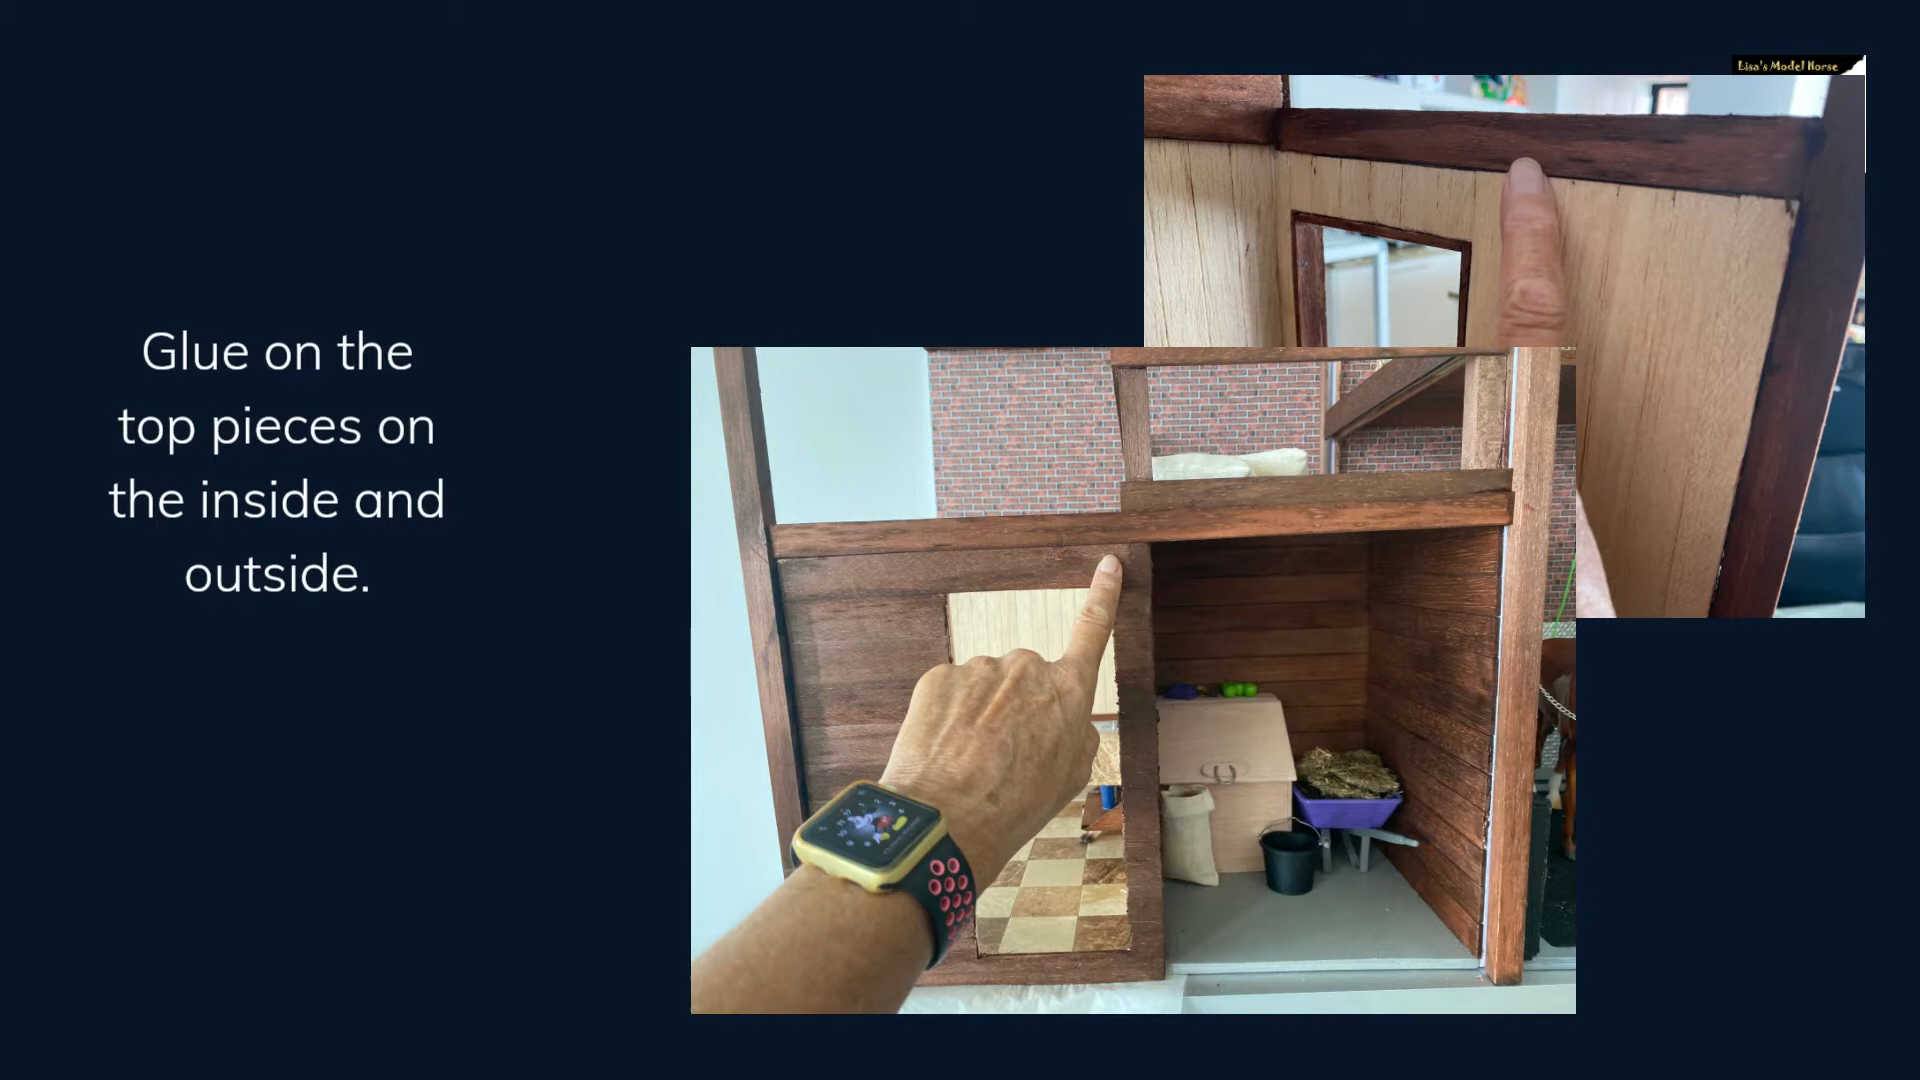 Lisa's Model Horse
Glue on the
top pieces on
the inside and
outside.